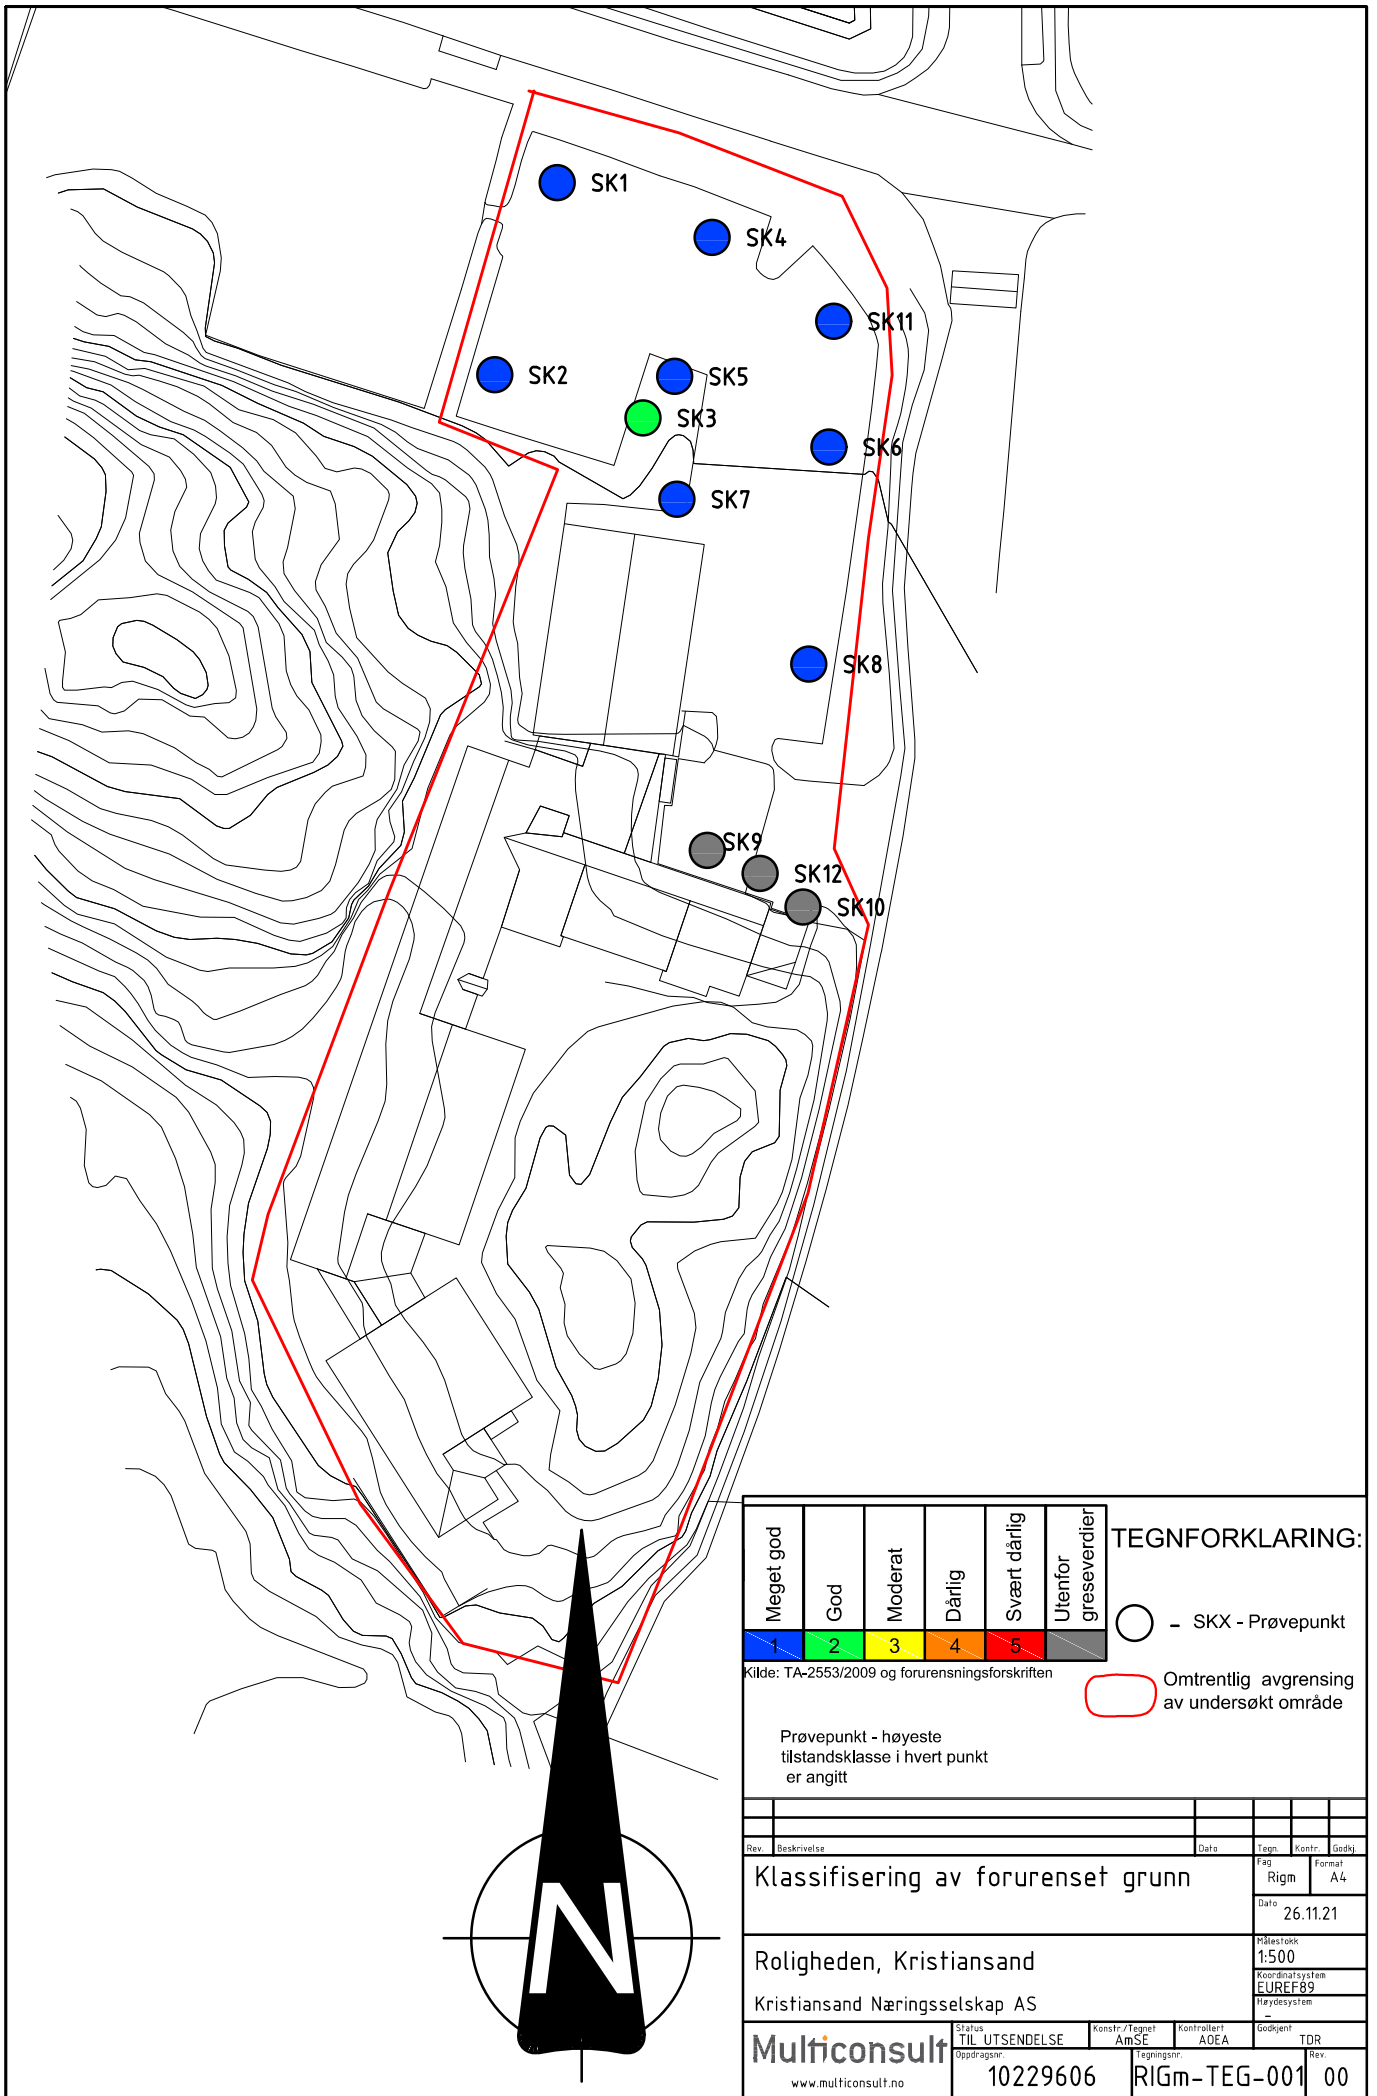 SK1
SK4
SK11
SK2
SK5
SK3
SK6
SK7
SK8
SK9
SK12
SK10
Meget god
God
Moderat
Dårlig
Svært dårlig
Utenfor
greseverdier
1 2 3 4 5
Kilde: TA-2553/2009 og forurensningsforskriften
TEGNFORKLARING:
- SKX - Prøvepunkt
Omtrentlig avgrensing
av undersøkt område
Prøvepunkt - høyeste
tilstandsklasse i hvert punkt
er angitt
N
Rev. Beskrivelse Dato Tegn. Kontr. Godkj.
Klassifisering av forurenset grunn
Fag
Rigm
Format
A4
Dato
26.11.21
Roligheden, Kristiansand
Kristiansand Næringsselskap AS
Målestokk
1:500
Koordinatsystem
EUREF89
Høydesystem
-
Multiconsult
www.multiconsult.no
Status
TIL UTSENDELSE
Konstr./Tegnet
AmSE
Kontrollert
AOEA
Godkjent
TDR
Oppdragsnr.
10229606
Tegningsnr.
RIGm-TEG-001
Rev.
00